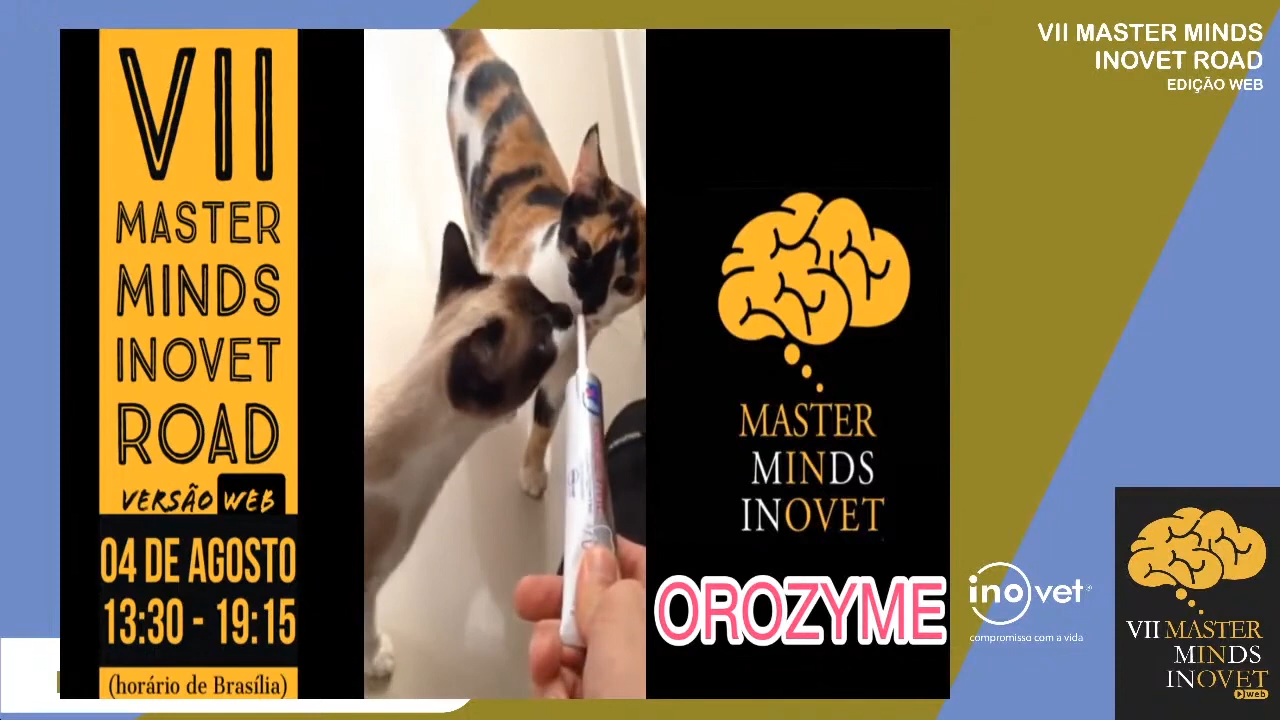 VII
MASTER
MINDS
INOVET
ROAD
VERSÃO WEB
04 DE AGOSTO
13:30 - 19:15
(horário de Brasília)
MASTER
MINDS
INOVET
OROZYME
VII MASTER MINDS
INOVET ROAD
EDIÇÃO WEB
inovet
compromisso com a vida
VII MASTER
MINDS
INOVET
web